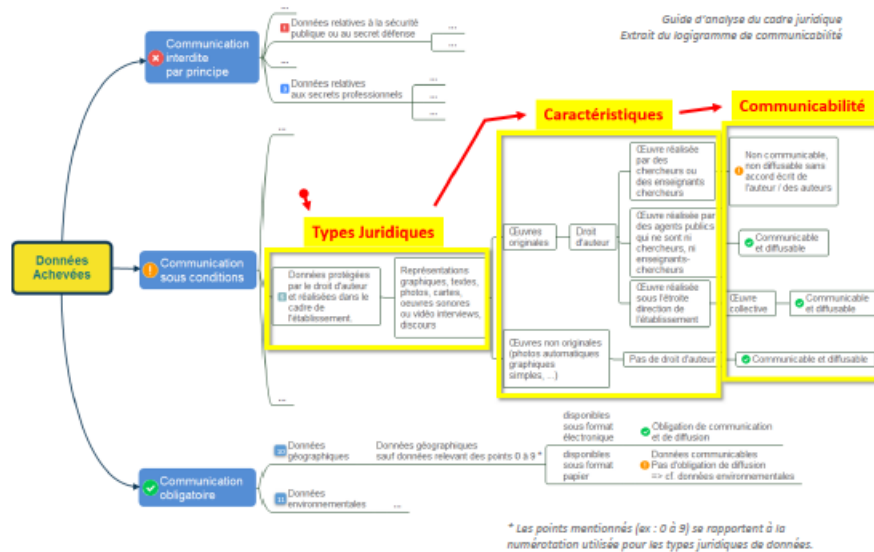 Guide d'analyse du cadre juridique
Extrait du logigramme de communicabilité
Données
Achevées
Communication
interdite
par principe
...
Données relatives à la sécurité
publique ou au secret défense
...
...
...
Données relatives
aux secrets professionnels
...
...
...
Communication
sous conditions
...
Types Juridiques
Caractéristiques
Communicabilité
Données protégées
par le droit d'auteur
et réalisées dans le
cadre de
l'établissement.
Représentations
graphiques, textes,
photos, cartes,
oeuvres sonores
ou vidéo interviews,
discours
Œuvres
originales
Droit
d'auteur
Œuvre réalisée
par des
chercheurs ou
des enseignants
chercheurs
Non communicable,
non diffusable sans
accord écrit de
l'auteur / des auteurs
Œuvre réalisée par
des agents publics
qui ne sont ni
chercheurs, ni
enseignants-
chercheurs
Communicable
et diffusable
Œuvre réalisée
sous l'étroite
direction de
l'établissement
Œuvre
collective
Communicable
et diffusable
Œuvres non originales
(photos automatiques
graphiques
simples, ...)
Pas de droit d'auteur
Communicable et diffusable
...
Communication
obligatoire
10
Données
géographiques
Données géographiques
sauf données relevant des points 0 à 9 *
disponibles
sous format
électronique
Obligation de communication
et de diffusion
disponibles
sous format
papier
Données communicables
Pas d'obligation de diffusion
=> cf. données environnementales
11
Données
environnementales
...
* Les points mentionnés (ex : 0 à 9) se rapportent à la
numérotation utilisée pour les types juridiques de données.